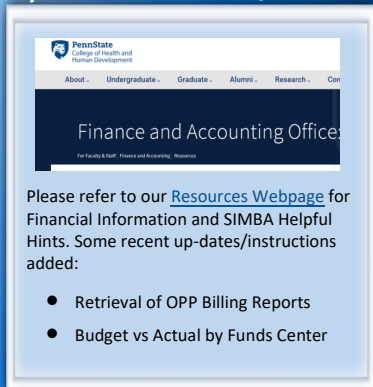 PennState
College of Health and
Human Development
About Undergraduate Graduate Alumni Research
Finance and Accounting Office
For Faculty & Staff Finance and Accounting Resources
Please refer to our Resources Webpage for
Financial Information and SIMBA Helpful
Hints. Some recent up-dates/instructions
added:
● Retrieval of OPP Billing Reports
● Budget vs Actual by Funds Center